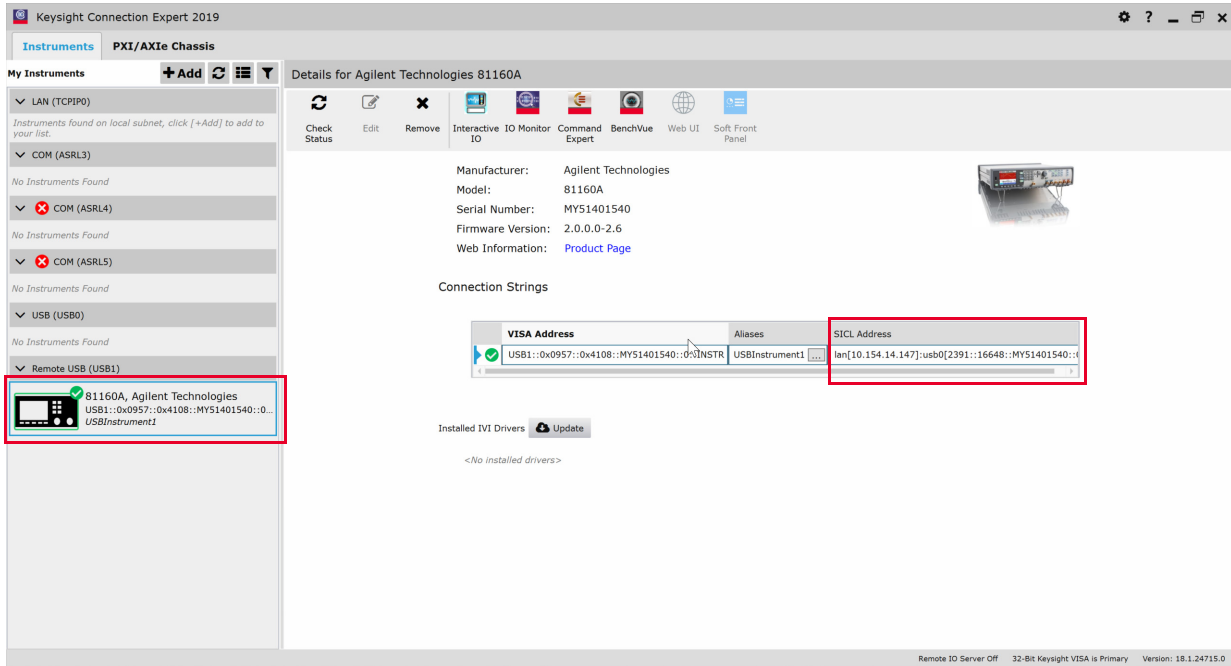 Keysight Connection Expert 2019
?
Instruments PXI/AXIe Chassis
My Instruments
Add
LAN (TCPIP0)
Instruments found on local subnet, click [+Add] to add to
your list.
COM (ASRL3)
No Instruments Found
COM (ASRL4)
No Instruments Found
COM (ASRL5)
No Instruments Found
USB (USB0)
No Instruments Found
Remote USB (USB1)
81160A, Agilent Technologies
USB1::0x0957::0x4108::MY51401540::0...
USBInstrument1
Details for Agilent Technologies 81160A
Check
Status
Edit
Remove
Interactive
IO
IO Monitor
Command
Expert
BenchVue
Web UI
Soft Front
Panel
Manufacturer: Agilent Technologies
Model: 81160A
Serial Number: MY51401540
Firmware Version: 2.0.0.0-2.6
Web Information: Product Page
Connection Strings
VISA Address Aliases SICL Address
USB1::0x0957::0x4108::MY51401540::0::INSTR USBInstrument1 ... lan[10.154.14.147]:usb0[2391::16648::MY51401540::
Installed IVI Drivers Update
<No installed drivers>
Remote IO Server Off 32-Bit Keysight VISA is Primary Version: 18.1.24715.0